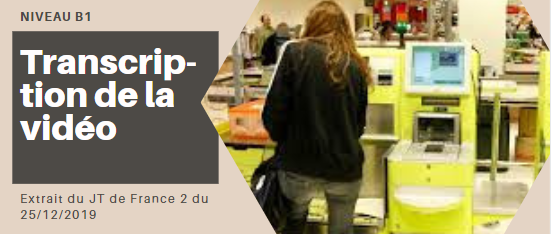 NIVEAU B1
Transcrip-
tion de la
vidéo
Extrait du JT de France 2 du
25/12/2019